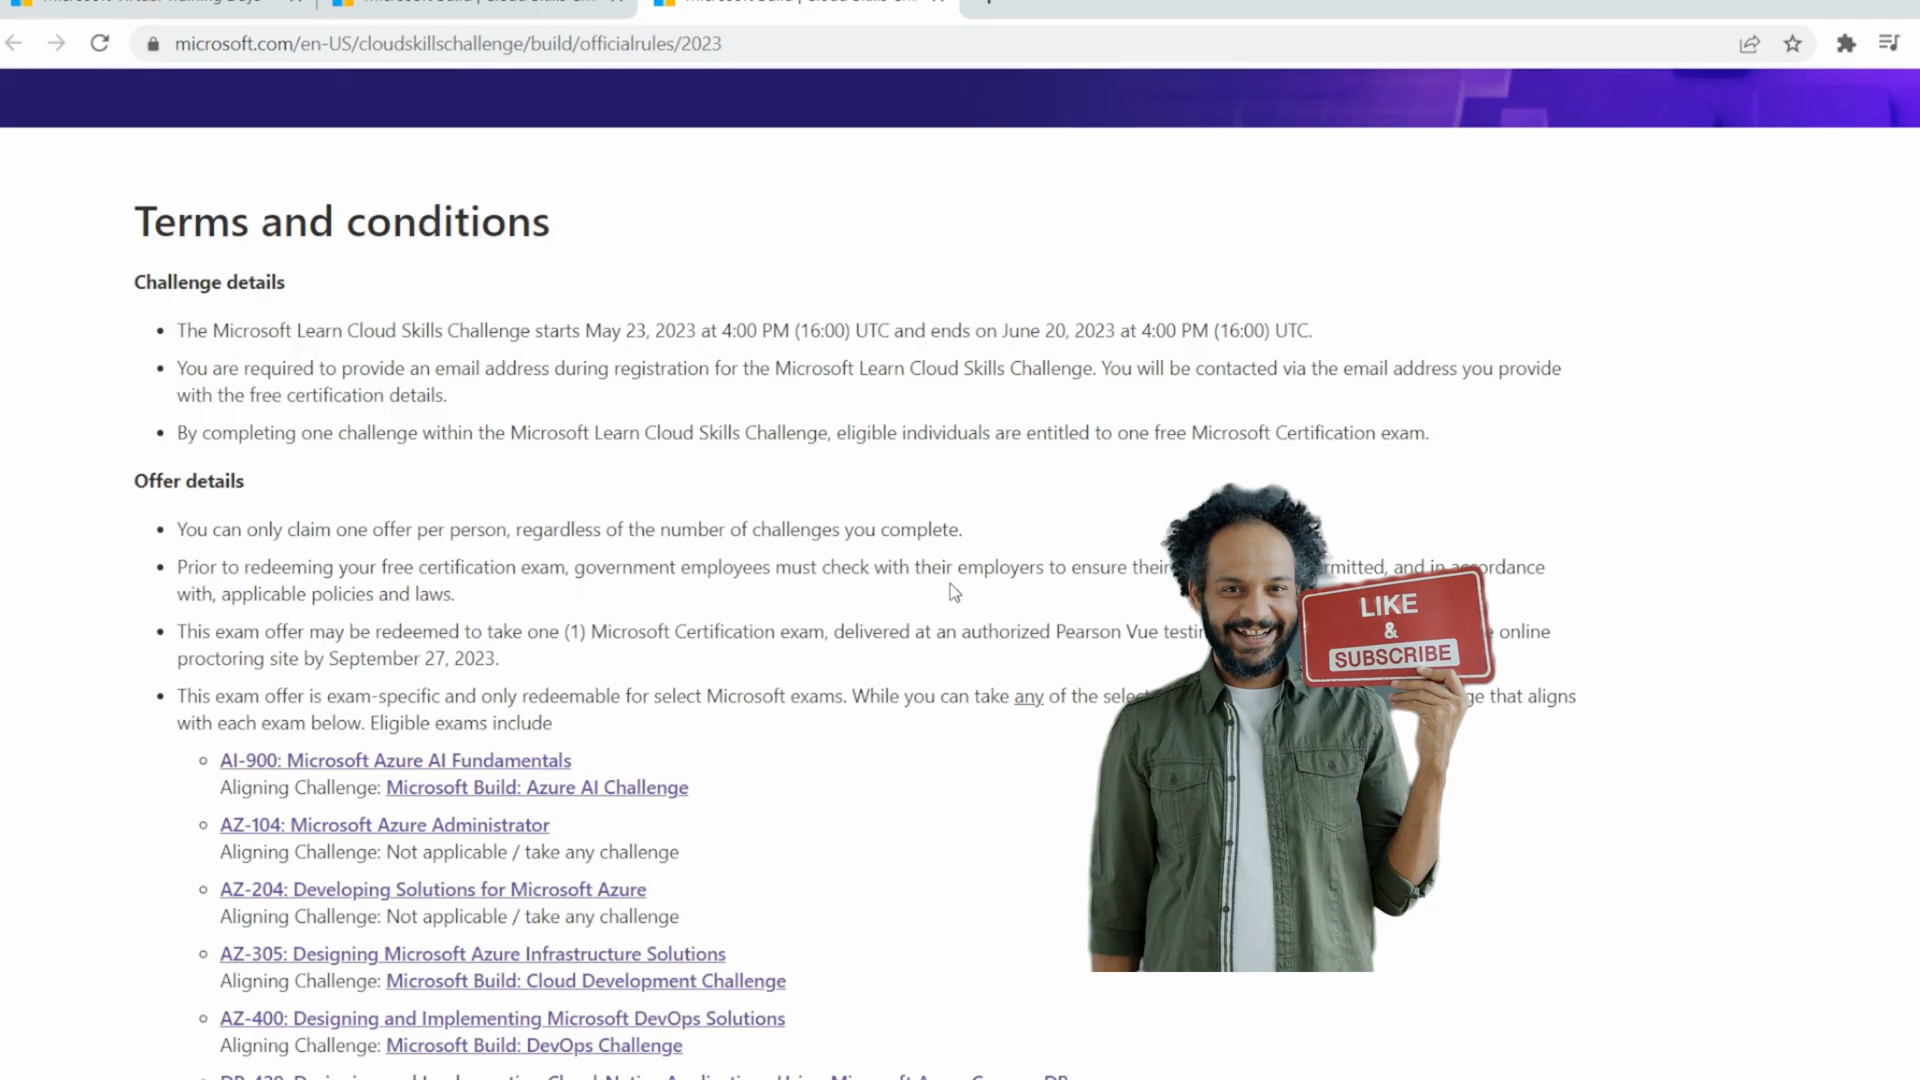 microsoft.com/en-US/cloudskillschallenge/build/officialrules/2023
Terms and conditions
Challenge details
• The Microsoft Learn Cloud Skills Challenge starts May 23, 2023 at 4:00 PM (16:00) UTC and ends on June 20, 2023 at 4:00 PM (16:00) UTC.
• You are required to provide an email address during registration for the Microsoft Learn Cloud Skills Challenge. You will be contacted via the email address you provide
with the free certification details.
• By completing one challenge within the Microsoft Learn Cloud Skills Challenge, eligible individuals are entitled to one free Microsoft Certification exam.
Offer details
• You can only claim one offer per person, regardless of the number of challenges you complete.
• Prior to redeeming your free certification exam, government employees must check with their employers to ensure their and in
with, applicable policies and laws.
• This exam offer may be redeemed to take one (1) Microsoft Certification exam, delivered at an authorized Pearson Vue online
proctoring site by September 27, 2023.
• This exam offer is exam-specific and only redeemable for select Microsoft exams. While you can take any of the that aligns
with each exam below. Eligible exams include
LIKE
&
SUBSCRIBE
AI-900: Microsoft Azure AI Fundamentals
Aligning Challenge: Microsoft Build: Azure AI Challenge
AZ-104: Microsoft Azure Administrator
Aligning Challenge: Not applicable / take any challenge
AZ-204: Developing Solutions for Microsoft Azure
Aligning Challenge: Not applicable / take any challenge
AZ-305: Designing Microsoft Azure Infrastructure Solutions
Aligning Challenge: Microsoft Build: Cloud Development Challenge
AZ-400: Designing and Implementing Microsoft DevOps Solutions
Aligning Challenge: Microsoft Build: DevOps Challenge